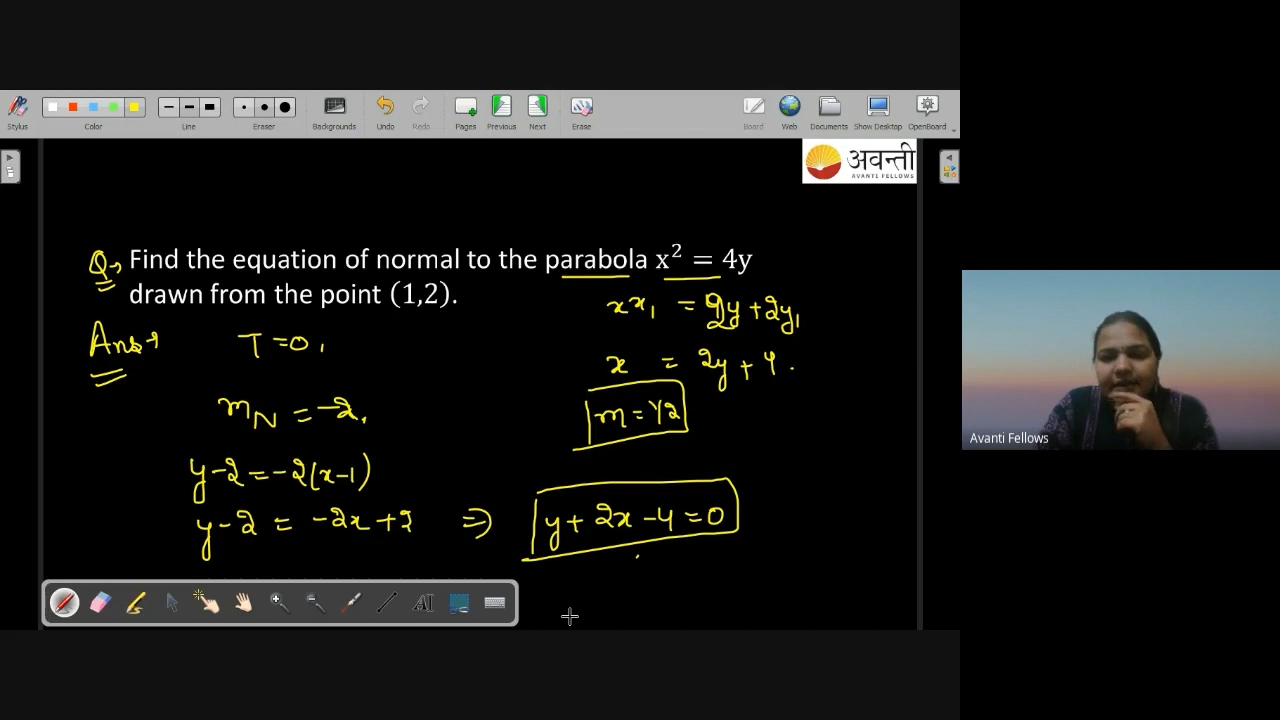 Stylus
Color
Line
Eraser
Backgrounds
Undo
Redo
Pages
Previous
Next
Erase
Board
Web
Documents
Show Desktop
OpenBoard
अवन्ती
AVANTI FELLOWS
Q→ Find the equation of normal to the parabola x² = 4y
drawn from the point (1,2).
xx₁ = 2y + 2y₁
Ans→ T=0,
x = 2y + 4.
m_N = -2,
m = 1/2
y-2 = -2(x-1)
y-2 = -2x+2 ⇒ y+2x-4=0
Avanti Fellows